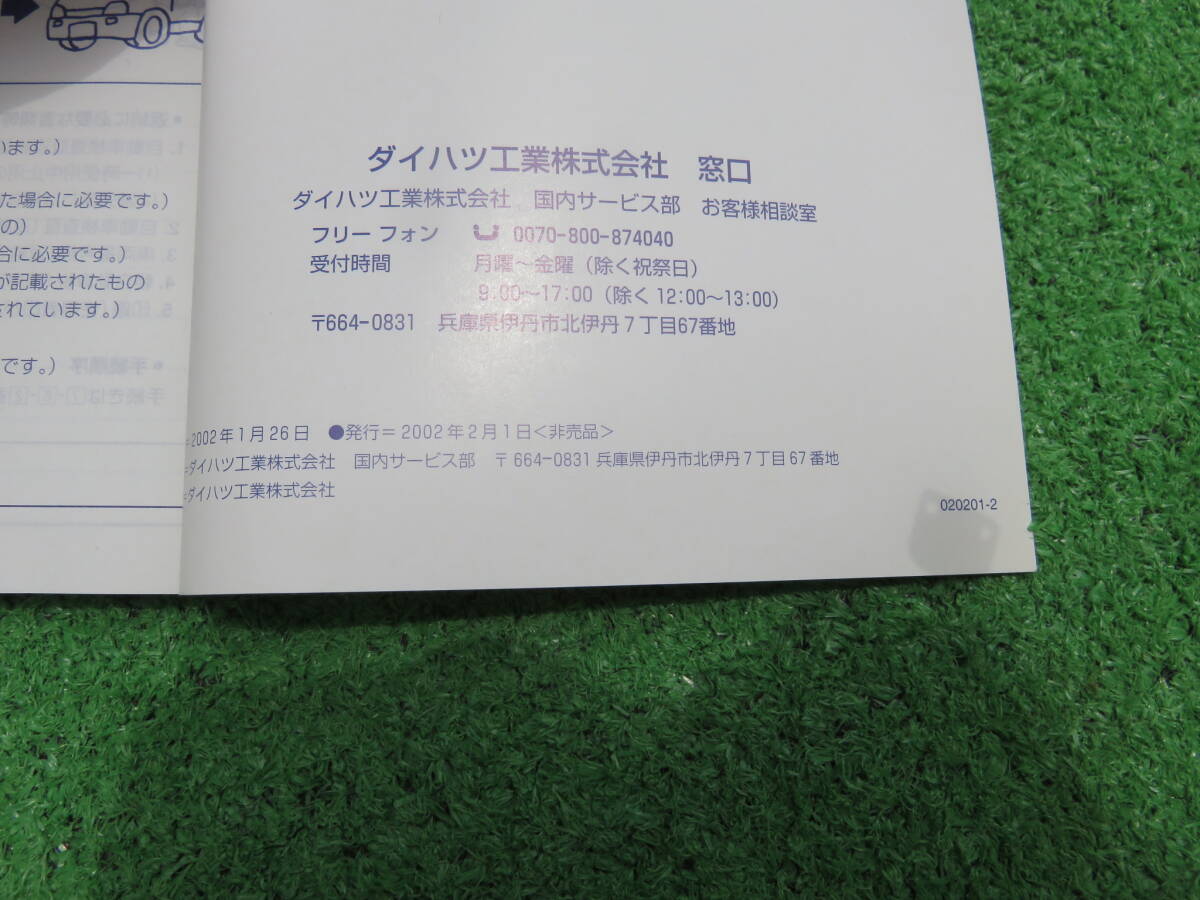 います。)
た場合に必要です。)
の)
合に必要です。)
が記載されたもの
されています。)
です。)
ダイハツ工業株式会社 窓口
ダイハツ工業株式会社 国内サービス部 お客様相談室
フリー フォン 0070-800-874040
受付時間 月曜~金曜(除く祝祭日)
9:00~17:00(除く12:00~13:00)
〒664-0831 兵庫県伊丹市北伊丹7丁目67番地
=2002年1月26日 ●発行=2002年2月1日<非売品>
=ダイハツ工業株式会社 国内サービス部 〒664-0831 兵庫県伊丹市北伊丹7丁目67番地
=ダイハツ工業株式会社
020201-2